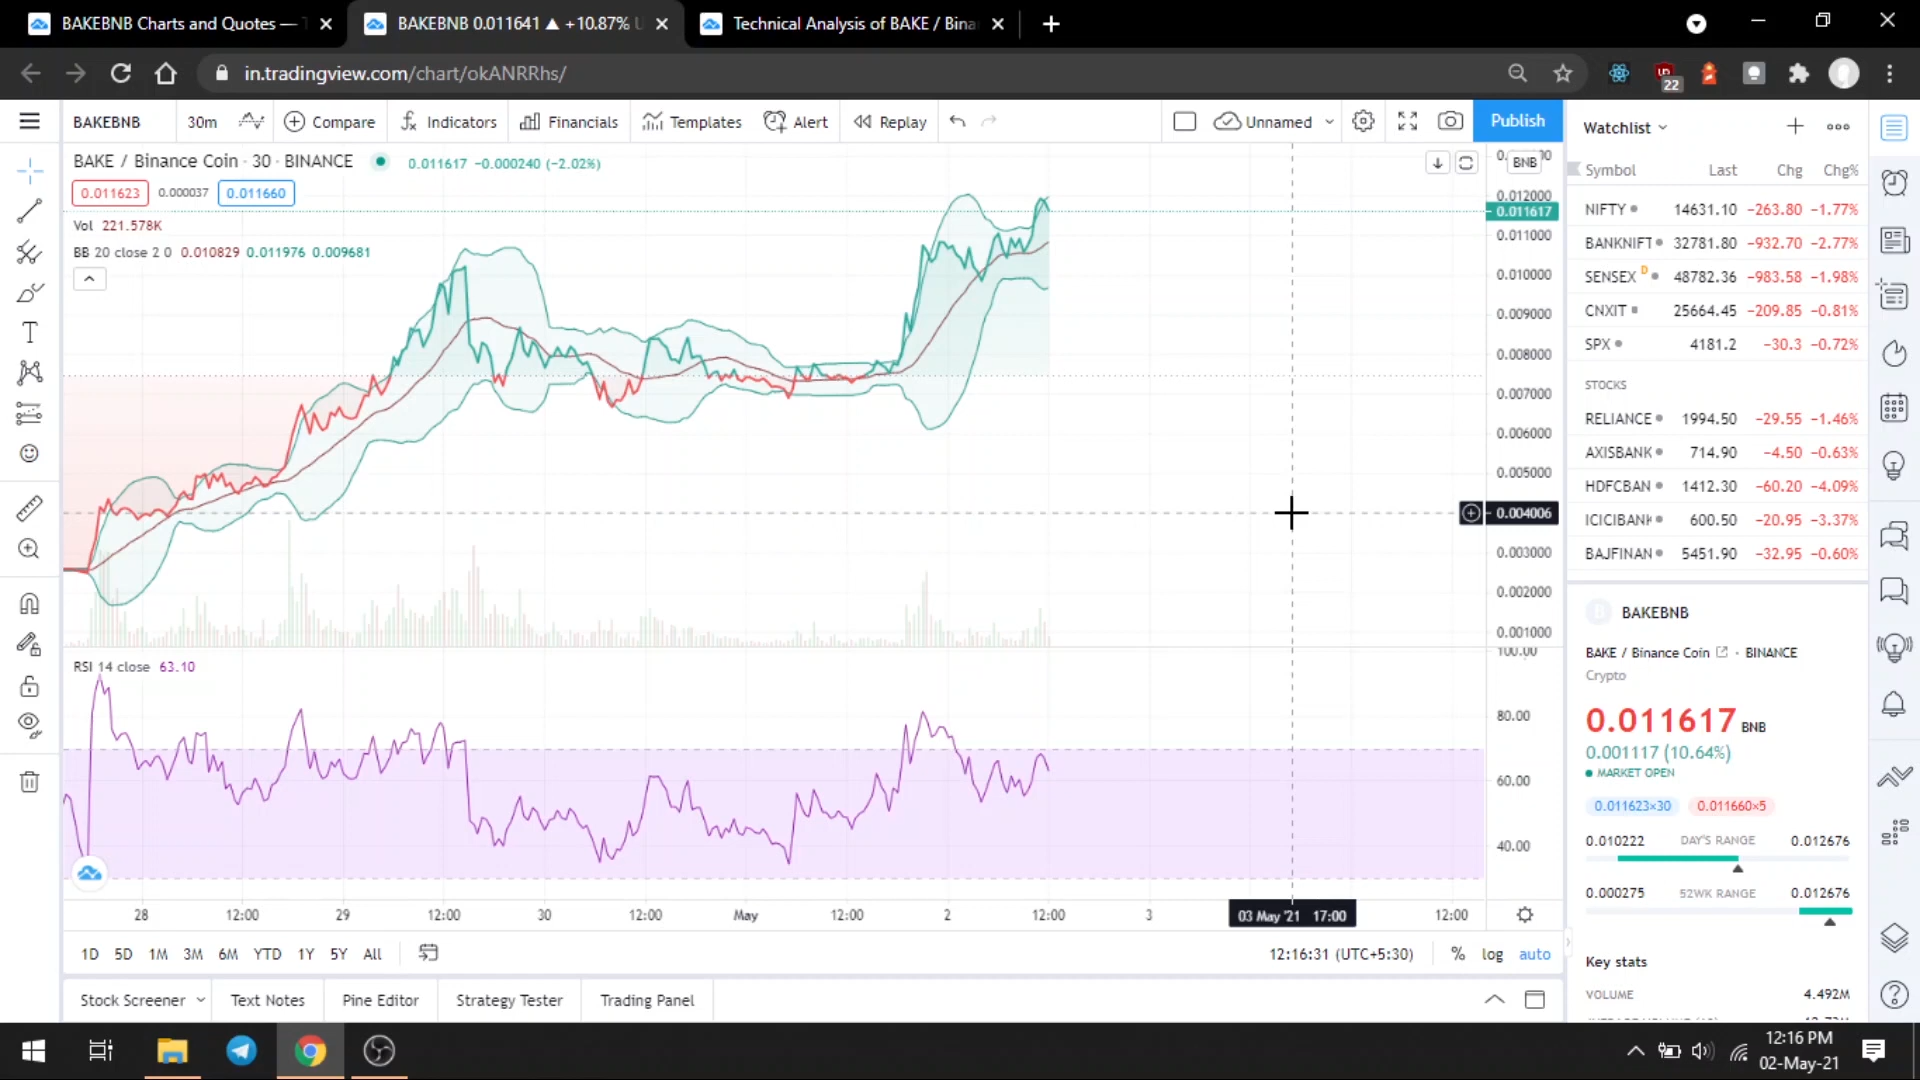 BAKEBNB Charts and Quotes —
BAKEBNB 0.011641 ▲ +10.87% U
Technical Analysis of BAKE / Bina
in.tradingview.com/chart/okANRRhs/
22
BAKEBNB 30m Compare Indicators Financials Templates Alert Replay Unnamed Publish
BAKE / Binance Coin · 30 · BINANCE 0.011617 −0.000240 (−2.02%)
0.011623 0.000037 0.011660
Vol 221.578K
BB 20 close 2 0 0.010829 0.011976 0.009681
BNB
0.012000
0.011617
0.011000
0.010000
0.009000
0.008000
0.007000
0.006000
0.005000
0.004006
0.003000
0.002000
0.001000
RSI 14 close 63.10
100.00
80.00
60.00
40.00
28 12:00 29 12:00 30 12:00 May 12:00 2 12:00 3 03 May '21 17:00 12:00
1D 5D 1M 3M 6M YTD 1Y 5Y All 12:16:31 (UTC+5:30) % log auto
Stock Screener Text Notes Pine Editor Strategy Tester Trading Panel
Watchlist
Symbol Last Chg Chg%
NIFTY 14631.10 −263.80 −1.77%
BANKNIFT 32781.80 −932.70 −2.77%
SENSEX D 48782.36 −983.58 −1.98%
CNXIT 25664.45 −209.85 −0.81%
SPX 4181.2 −30.3 −0.72%
STOCKS
RELIANCE 1994.50 −29.55 −1.46%
AXISBANK 714.90 −4.50 −0.63%
HDFCBAN 1412.30 −60.20 −4.09%
ICICIBANK 600.50 −20.95 −3.37%
BAJFINAN 5451.90 −32.95 −0.60%
BAKEBNB
BAKE / Binance Coin · BINANCE
Crypto
0.011617 BNB
0.001117 (10.64%)
MARKET OPEN
0.011623×30 0.011660×5
0.010222 DAY'S RANGE 0.012676
0.000275 52WK RANGE 0.012676
Key stats
VOLUME 4.492M
12:16 PM
02-May-21